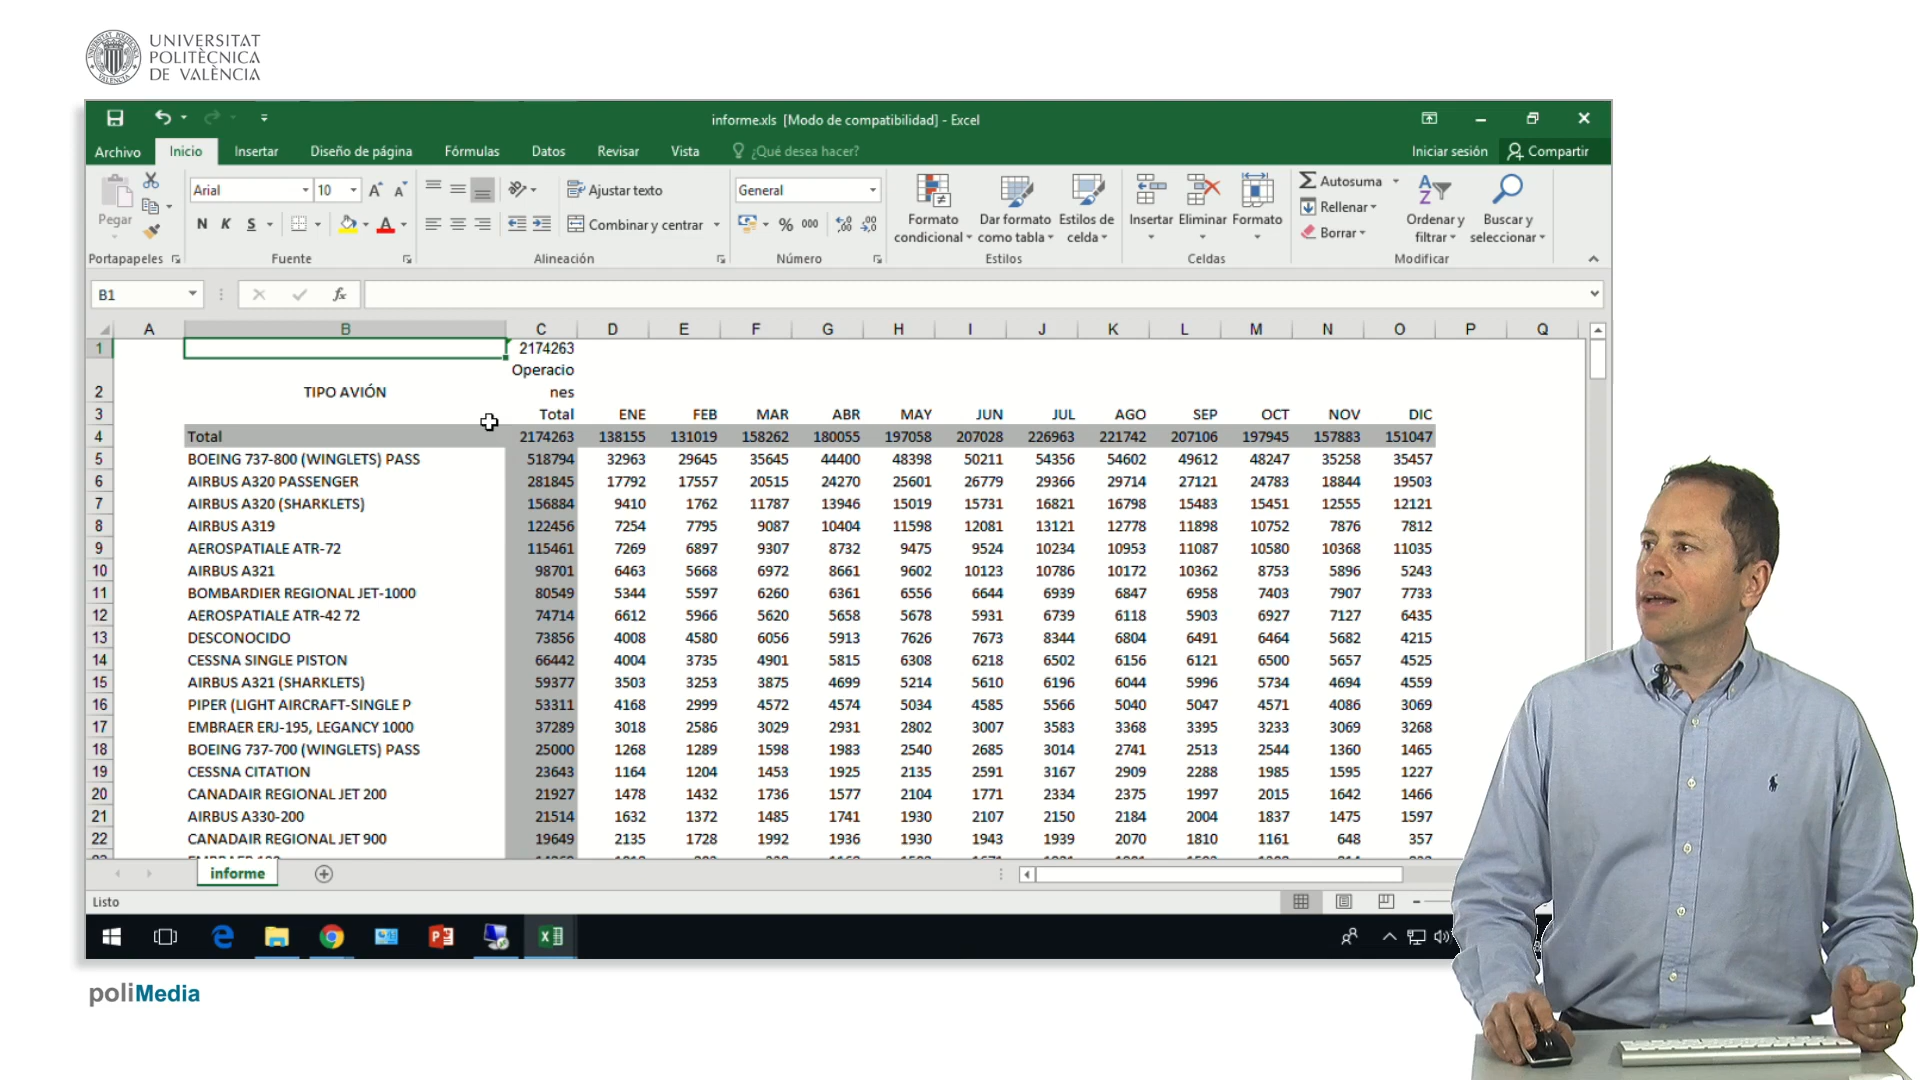 UNIVERSITAT
POLITÈCNICA
DE VALÈNCIA
informe.xls [Modo de compatibilidad] - Excel
Archivo Inicio Insertar Diseño de página Fórmulas Datos Revisar Vista ¿Qué desea hacer? Iniciar sesión Compartir
Pegar
Portapapeles
Arial 10
N K S
Fuente
Ajustar texto
Combinar y centrar
Alineación
General
% 000
Número
Formato condicional
Dar formato como tabla
Estilos de celda
Estilos
Insertar Eliminar Formato
Celdas
Autosuma
Rellenar
Borrar
Ordenar y filtrar
Buscar y seleccionar
Modificar
B1 fx
A B C D E F G H I J K L M N O P Q
1 2174263
Operacio
2 TIPO AVIÓN nes
3 Total ENE FEB MAR ABR MAY JUN JUL AGO SEP OCT NOV DIC
4 Total 2174263 138155 131019 158262 180055 197058 207028 226963 221742 207106 197945 157883 151047
5 BOEING 737-800 (WINGLETS) PASS 518794 32963 29645 35645 44400 48398 50211 54356 54602 49612 48247 35258 35457
6 AIRBUS A320 PASSENGER 281845 17792 17557 20515 24270 25601 26779 29366 29714 27121 24783 18844 19503
7 AIRBUS A320 (SHARKLETS) 156884 9410 1762 11787 13946 15019 15731 16821 16798 15483 15451 12555 12121
8 AIRBUS A319 122456 7254 7795 9087 10404 11598 12081 13121 12778 11898 10752 7876 7812
9 AEROSPATIALE ATR-72 115461 7269 6897 9307 8732 9475 9524 10234 10953 11087 10580 10368 11035
10 AIRBUS A321 98701 6463 5668 6972 8661 9602 10123 10786 10172 10362 8753 5896 5243
11 BOMBARDIER REGIONAL JET-1000 80549 5344 5597 6260 6361 6556 6644 6939 6847 6958 7403 7907 7733
12 AEROSPATIALE ATR-42 72 74714 6612 5966 5620 5658 5678 5931 6739 6118 5903 6927 7127 6435
13 DESCONOCIDO 73856 4008 4580 6056 5913 7626 7673 8344 6804 6491 6464 5682 4215
14 CESSNA SINGLE PISTON 66442 4004 3735 4901 5815 6308 6218 6502 6156 6121 6500 5657 4525
15 AIRBUS A321 (SHARKLETS) 59377 3503 3253 3875 4699 5214 5610 6196 6044 5996 5734 4694 4559
16 PIPER (LIGHT AIRCRAFT-SINGLE P 53311 4168 2999 4572 4574 5034 4585 5566 5040 5047 4571 4086 3069
17 EMBRAER ERJ-195, LEGANCY 1000 37289 3018 2586 3029 2931 2802 3007 3583 3368 3395 3233 3069 3268
18 BOEING 737-700 (WINGLETS) PASS 25000 1268 1289 1598 1983 2540 2685 3014 2741 2513 2544 1360 1465
19 CESSNA CITATION 23643 1164 1204 1453 1925 2135 2591 3167 2909 2288 1985 1595 1227
20 CANADAIR REGIONAL JET 200 21927 1478 1432 1736 1577 2104 1771 2334 2375 1997 2015 1642 1466
21 AIRBUS A330-200 21514 1632 1372 1485 1741 1930 2107 2150 2184 2004 1837 1475 1597
22 CANADAIR REGIONAL JET 900 19649 2135 1728 1992 1936 1930 1943 1939 2070 1810 1161 648 357
informe
Listo
poliMedia